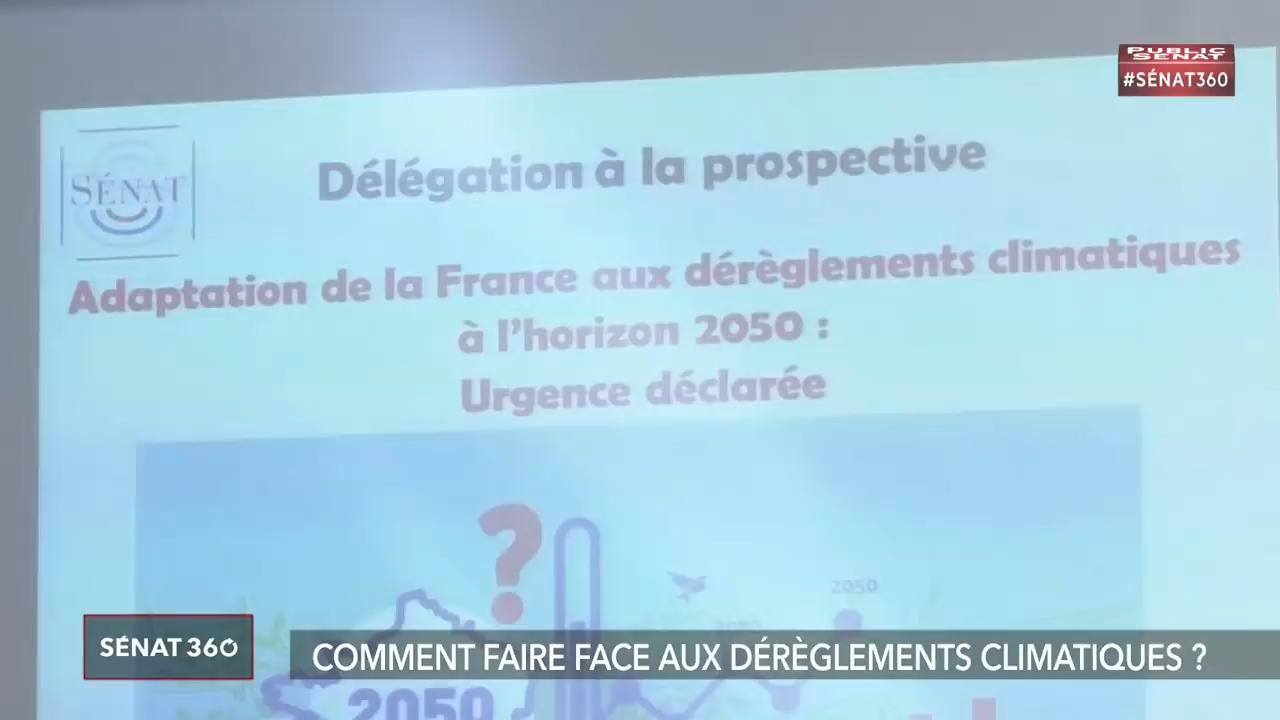 PUBLIC
SENAT
#SÉNAT360
SÉNAT
Délégation à la prospective
Adaptation de la France aux dérèglements climatiques
à l'horizon 2050 :
Urgence déclarée
?
2050
2050
SÉNAT 360
COMMENT FAIRE FACE AUX DÉRÈGLEMENTS CLIMATIQUES ?